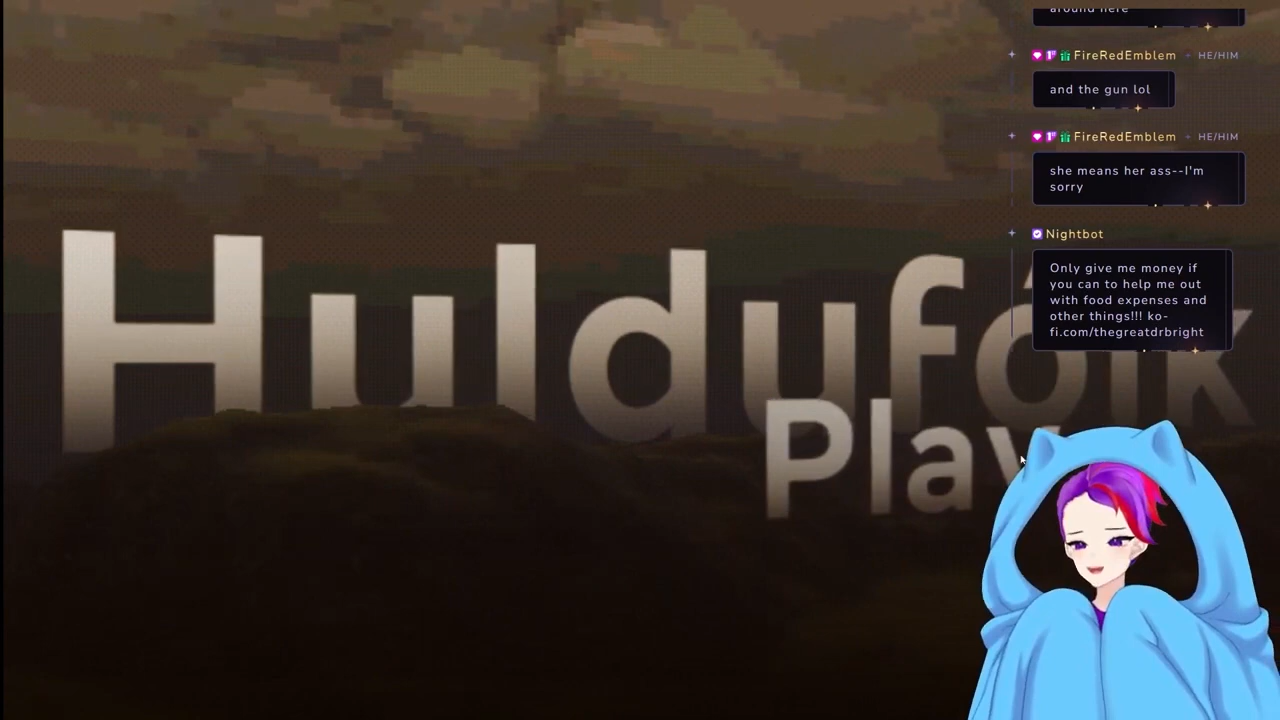 around here
FireRedEmblem HE/HIM
and the gun lol
FireRedEmblem HE/HIM
she means her ass--I'm
sorry
Nightbot
Only give me money if
you can to help me out
with food expenses and
other things!!! ko-
fi.com/thegreatdrbright
Huldufólk
Play